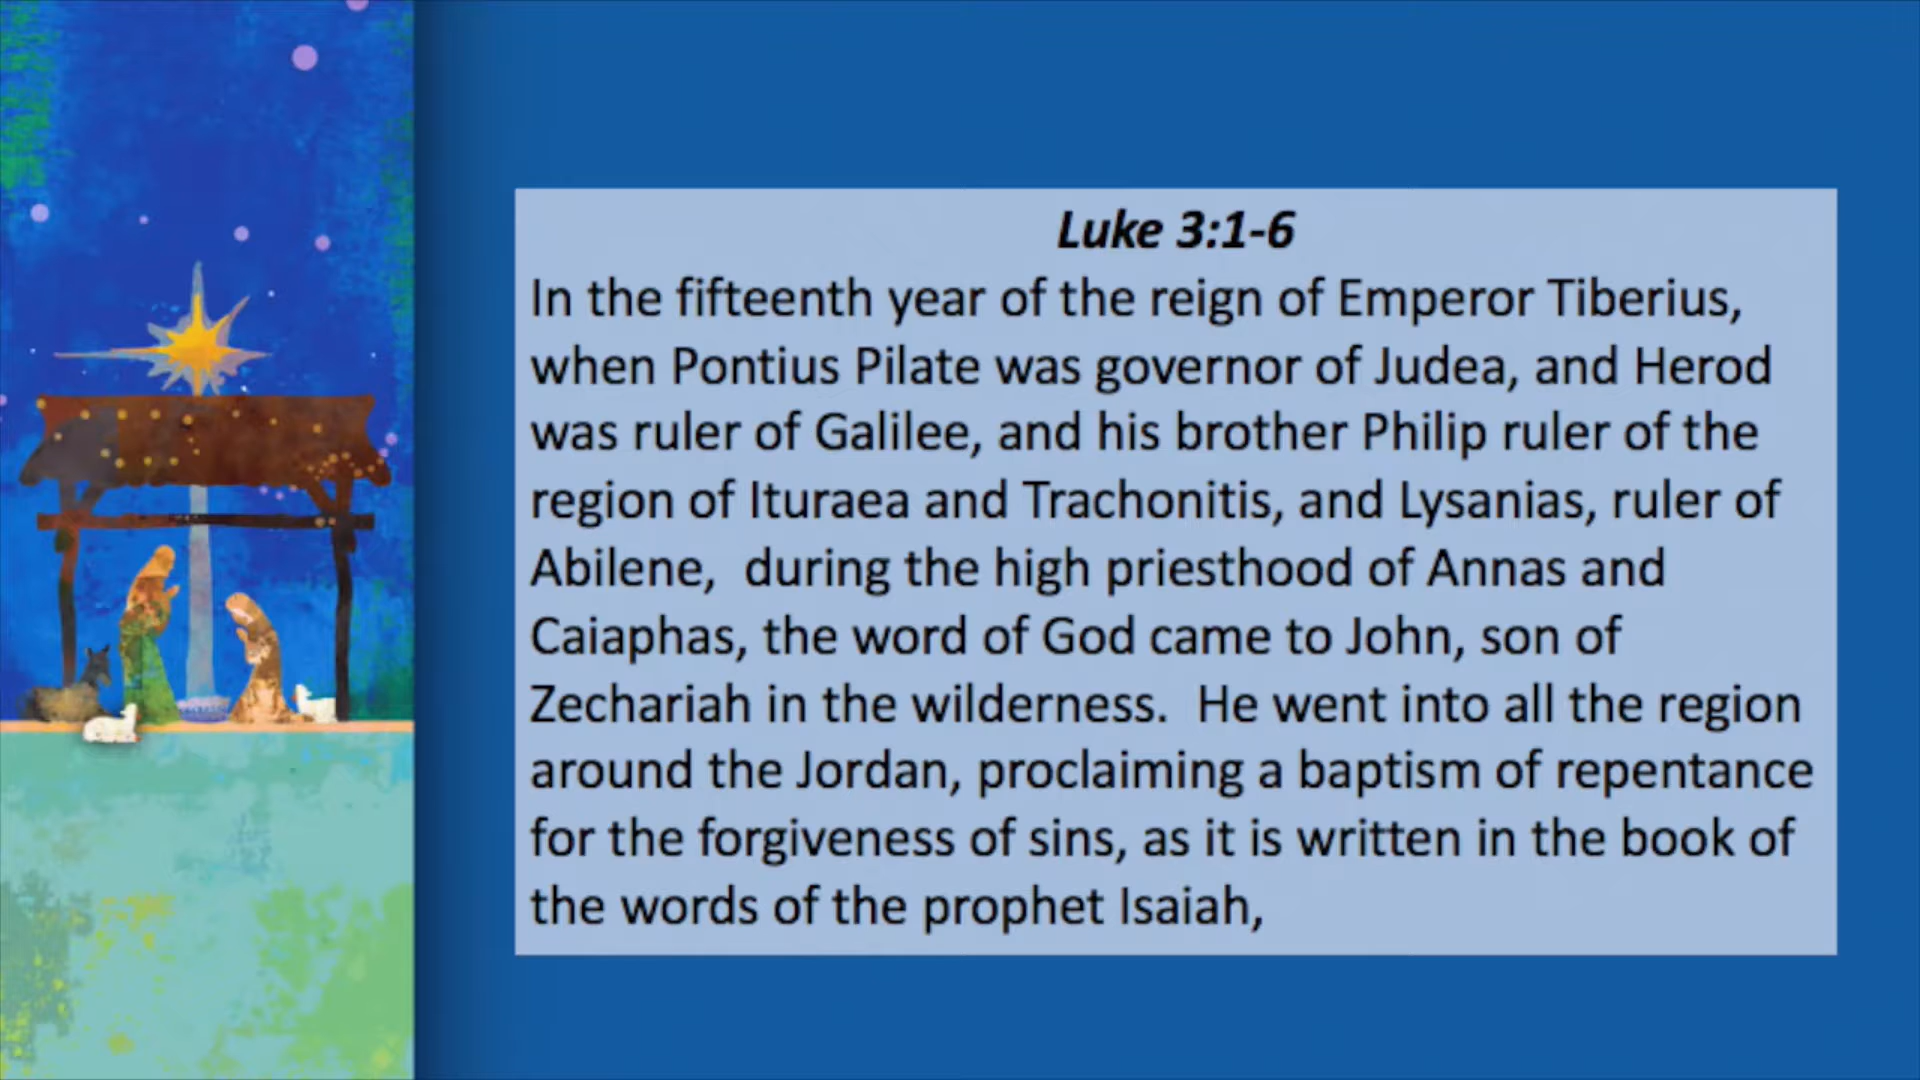 Luke 3:1-6
In the fifteenth year of the reign of Emperor Tiberius,
when Pontius Pilate was governor of Judea, and Herod
was ruler of Galilee, and his brother Philip ruler of the
region of Ituraea and Trachonitis, and Lysanias, ruler of
Abilene,  during the high priesthood of Annas and
Caiaphas, the word of God came to John, son of
Zechariah in the wilderness.  He went into all the region
around the Jordan, proclaiming a baptism of repentance
for the forgiveness of sins, as it is written in the book of
the words of the prophet Isaiah,